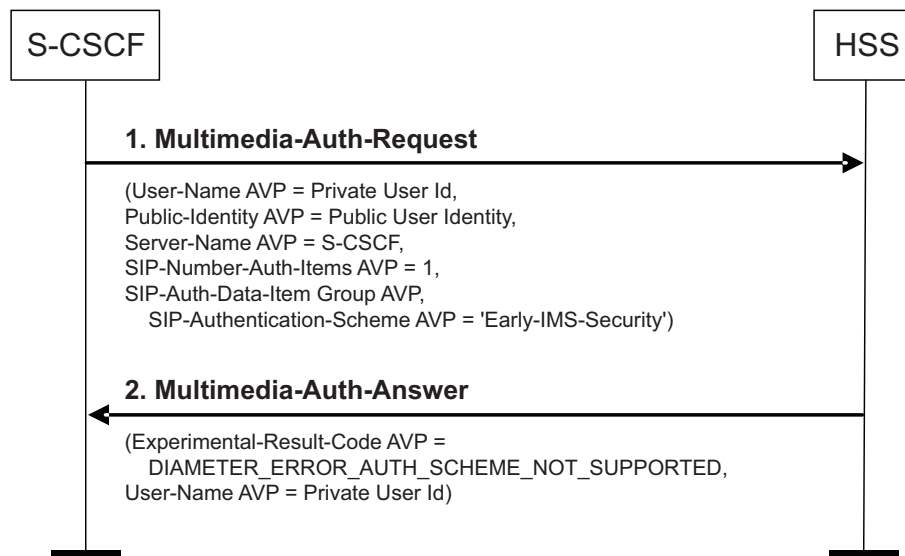 S-CSCF
HSS
1. Multimedia-Auth-Request
(User-Name AVP = Private User Id,
Public-Identity AVP = Public User Identity,
Server-Name AVP = S-CSCF,
SIP-Number-Auth-Items AVP = 1,
SIP-Auth-Data-Item Group AVP,
SIP-Authentication-Scheme AVP = 'Early-IMS-Security')
2. Multimedia-Auth-Answer
(Experimental-Result-Code AVP =
DIAMETER_ERROR_AUTH_SCHEME_NOT_SUPPORTED,
User-Name AVP = Private User Id)